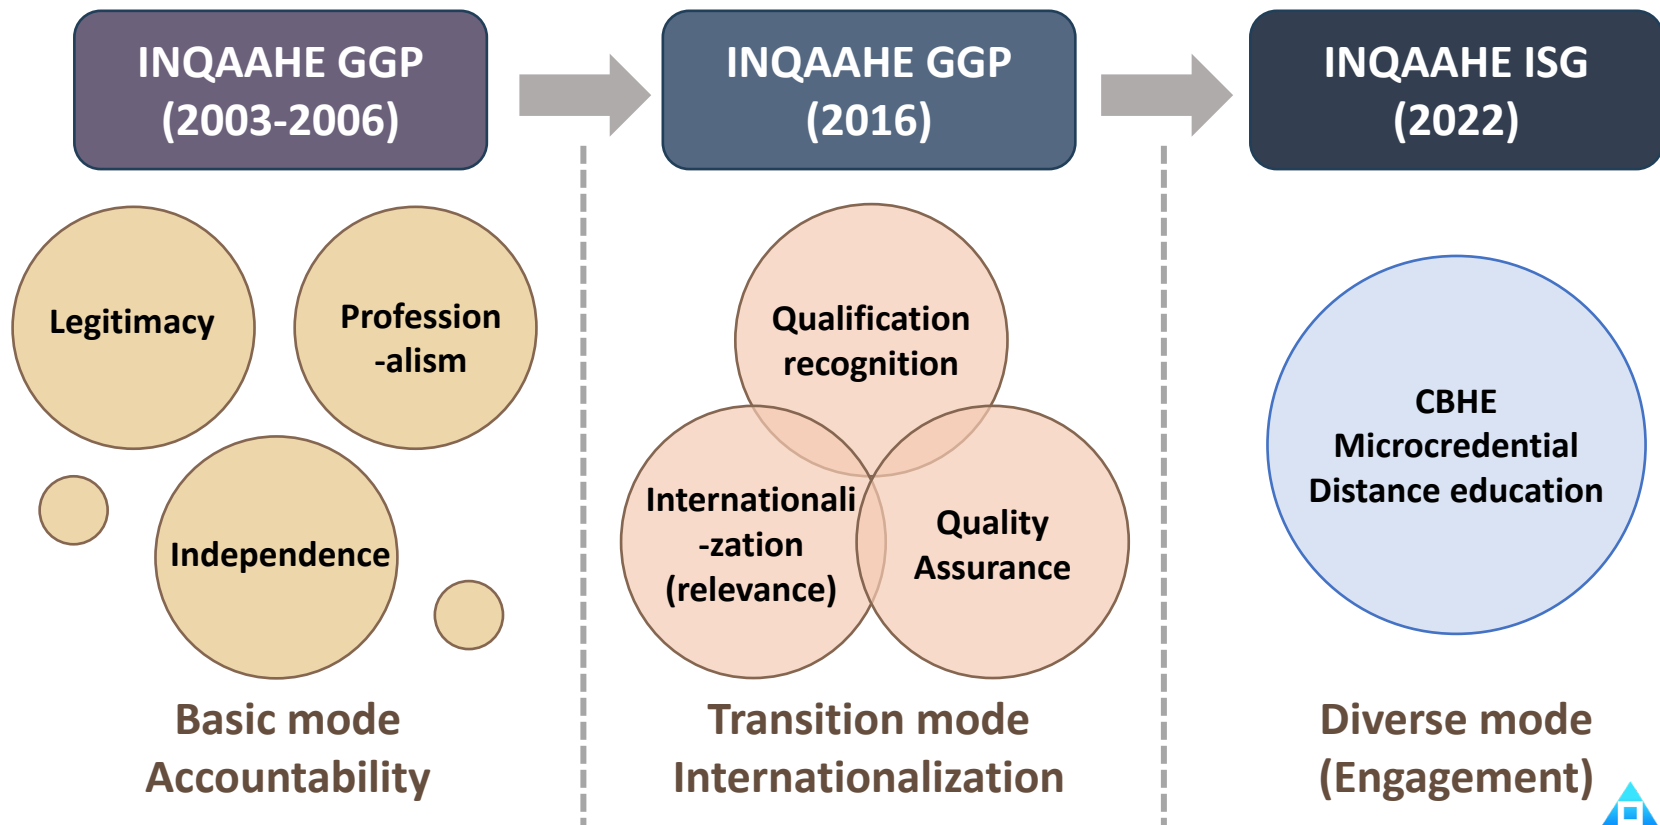 INQAAHE GGP
(2003-2006)
INQAAHE GGP
(2016)
INQAAHE ISG
(2022)
Legitimacy
Profession
-alism
Independence
Qualification
recognition
Internationali
-zation
(relevance)
Quality
Assurance
CBHE
Microcredential
Distance education
Basic mode
Accountability
Transition mode
Internationalization
Diverse mode
(Engagement)